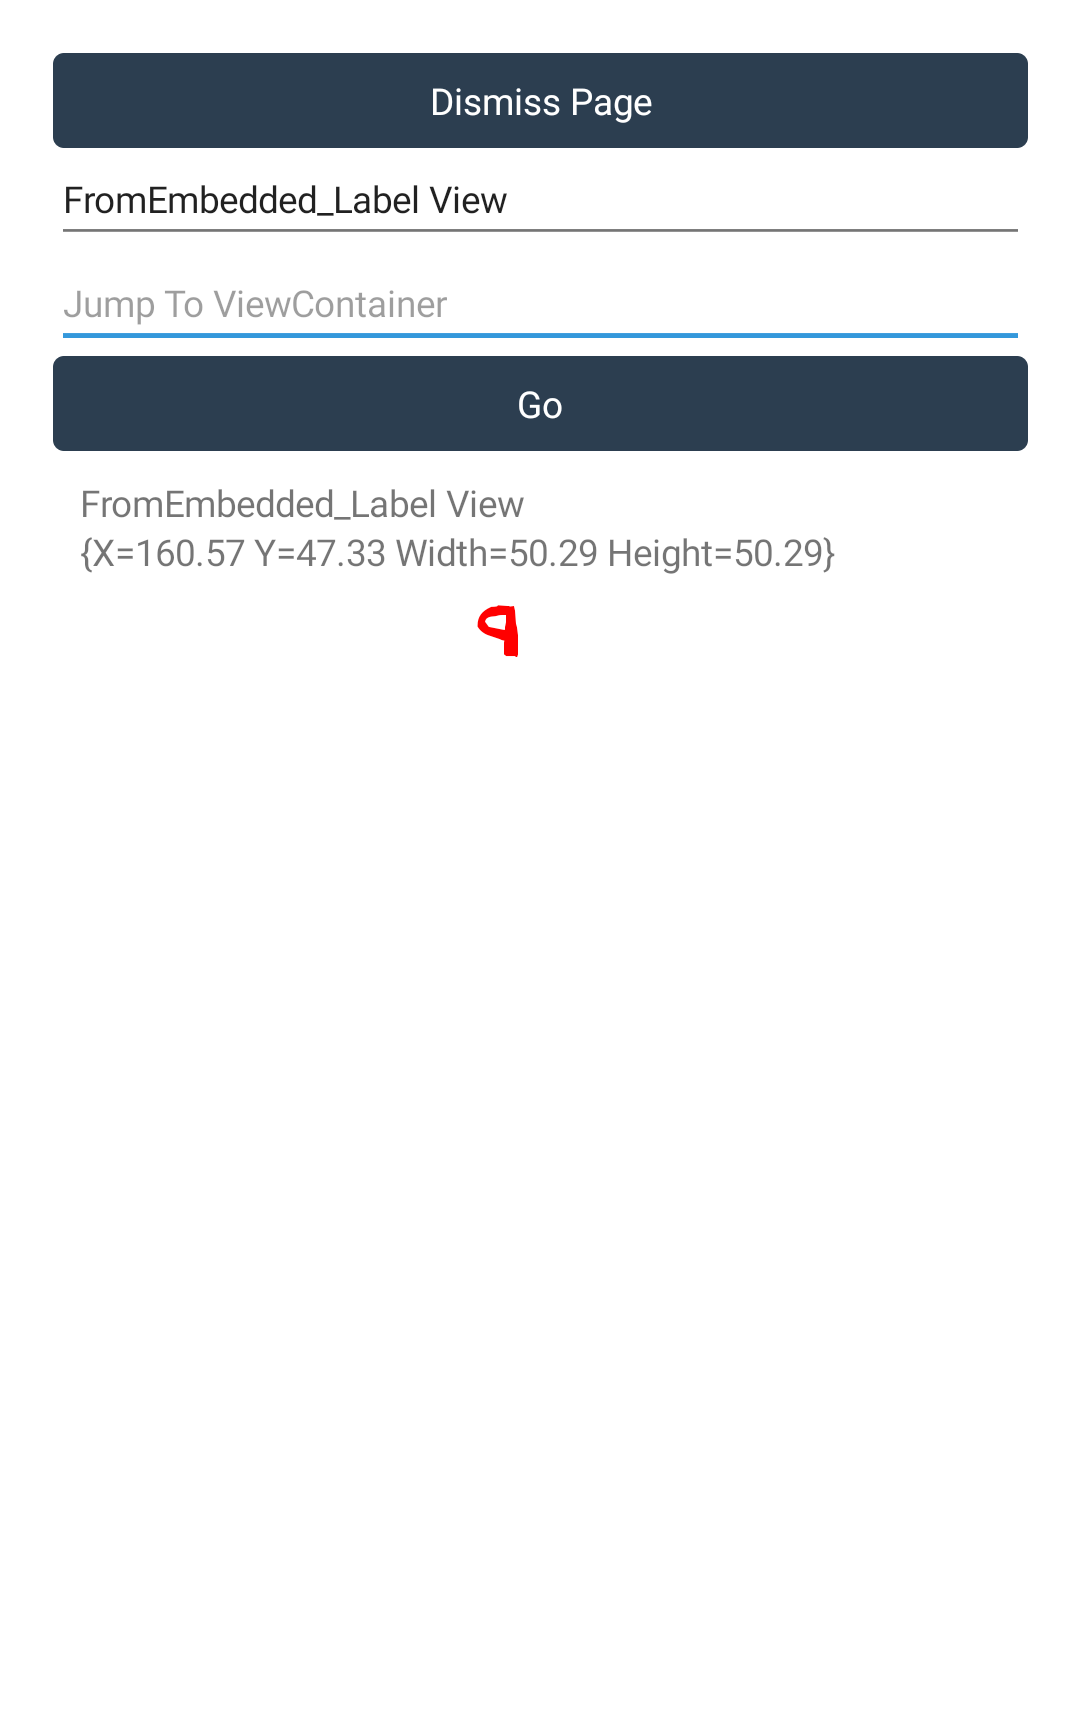 Dismiss Page
FromEmbedded_Label View
Jump To ViewContainer
Go
FromEmbedded_Label View
{X=160.57 Y=47.33 Width=50.29 Height=50.29}